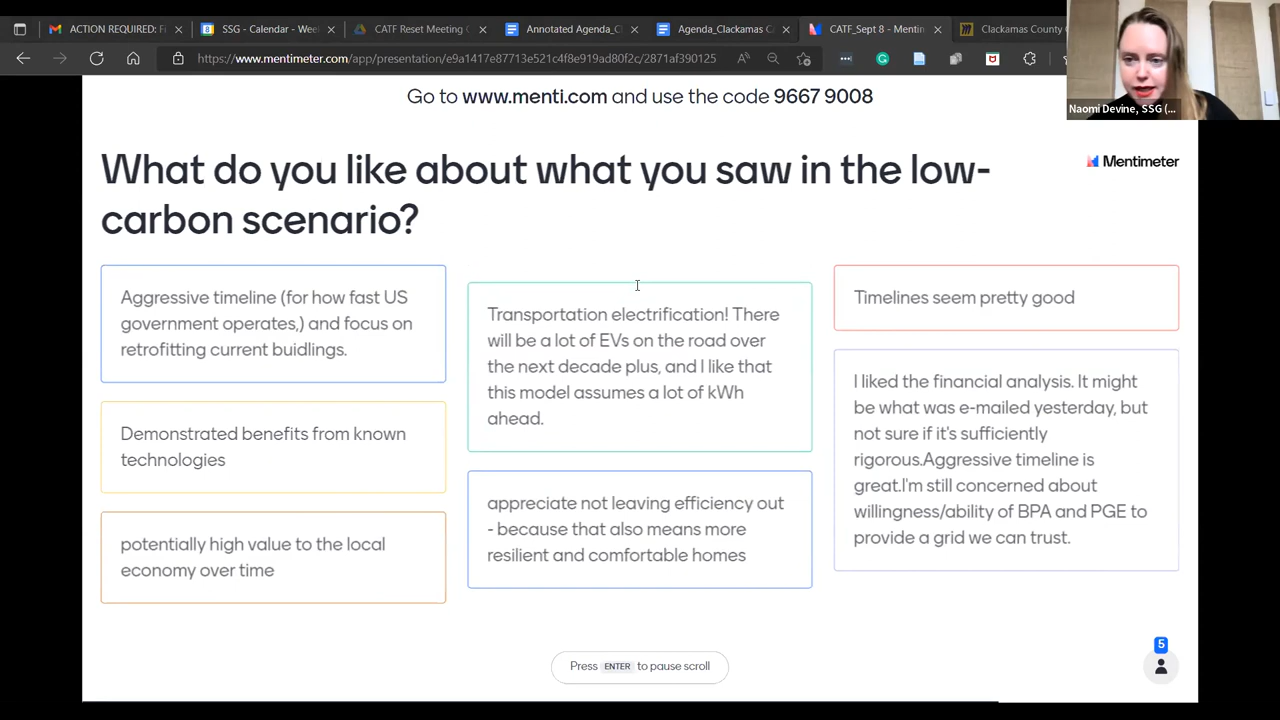 ACTION REQUIRED: Fi
SSG - Calendar - Wee
CATF Reset Meeting
Annotated Agenda_C
Agenda_Clackamas C
CATF_Sept 8 - Mentim
Clackamas County
https://www.mentimeter.com/app/presentation/e9a1417e87713e521c4f8e919ad80f2c/2871af390125
Naomi Devine, SSG (...
Go to www.menti.com and use the code 9667 9008
What do you like about what you saw in the low-
carbon scenario?
Mentimeter
Aggressive timeline (for how fast US
government operates,) and focus on
retrofitting current buidlings.
Demonstrated benefits from known
technologies
potentially high value to the local
economy over time
Transportation electrification! There
will be a lot of EVs on the road over
the next decade plus, and I like that
this model assumes a lot of kWh
ahead.
appreciate not leaving efficiency out
- because that also means more
resilient and comfortable homes
Timelines seem pretty good
I liked the financial analysis. It might
be what was e-mailed yesterday, but
not sure if it's sufficiently
rigorous.Aggressive timeline is
great.I'm still concerned about
willingness/ability of BPA and PGE to
provide a grid we can trust.
Press ENTER to pause scroll
5